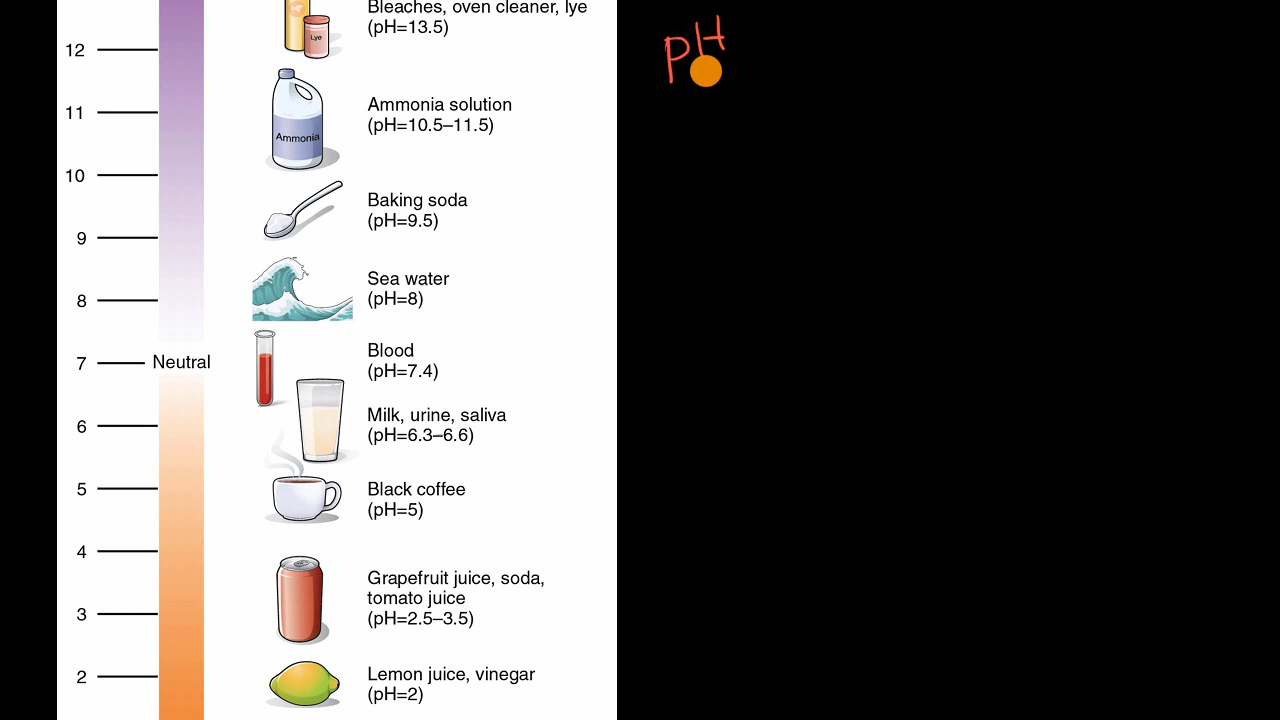 Bleaches, oven cleaner, lye
(pH=13.5)
Lye
12
Ammonia solution
(pH=10.5–11.5)
Ammonia
11
10
Baking soda
(pH=9.5)
9
Sea water
(pH=8)
8
Blood
(pH=7.4)
7
Neutral
Milk, urine, saliva
(pH=6.3–6.6)
6
Black coffee
(pH=5)
5
4
Grapefruit juice, soda,
tomato juice
(pH=2.5–3.5)
3
Lemon juice, vinegar
(pH=2)
2
pH